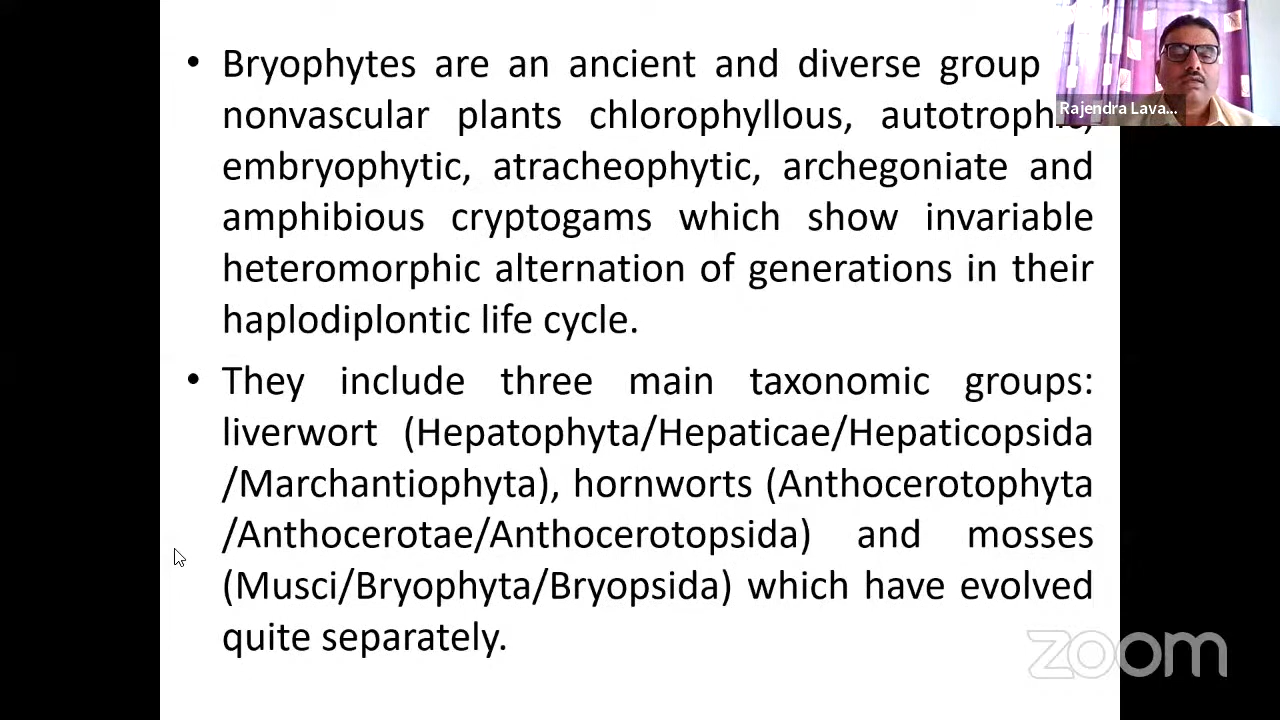 • Bryophytes are an ancient and diverse group
nonvascular plants chlorophyllous, autotrophic,
embryophytic, atracheophytic, archegoniate and
amphibious cryptogams which show invariable
heteromorphic alternation of generations in their
haplodiplontic life cycle.
• They include three main taxonomic groups:
liverwort (Hepatophyta/Hepaticae/Hepaticopsida
/Marchantiophyta), hornworts (Anthocerotophyta
/Anthocerotae/Anthocerotopsida) and mosses
(Musci/Bryophyta/Bryopsida) which have evolved
quite separately.
Rajendra Lava...
zoom